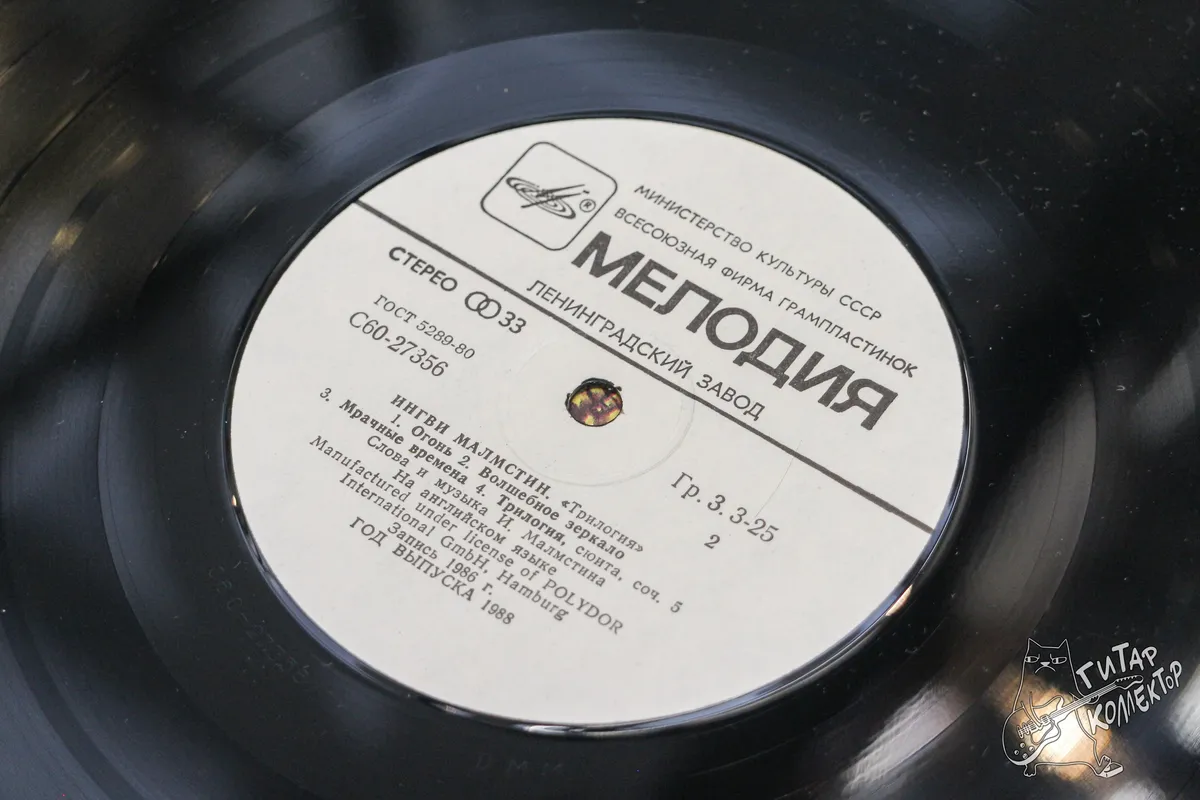 ®
МИНИСТЕРСТВО КУЛЬТУРЫ СССР
ВСЕСОЮЗНАЯ ФИРМА ГРАМПЛАСТИНОК
МЕЛОДИЯ
ЛЕНИНГРАДСКИЙ ЗАВОД
СТЕРЕО 33
ГОСТ 5289-80
С60-27356
Гр. 3. 3-25
2
ИНГВИ МАЛМСТИН. «Трилогия»
1. Огонь 2. Волшебное зеркало
3. Мрачные времена 4. Трилогия, сюита, соч. 5
Слова и музыка И. Малмстина
На английском языке
Manufactured under license of POLYDOR
International GmbH, Hamburg
Запись 1986 г.
ГОД ВЫПУСКА 1988
DMM
ГИТАР
КОЛЛЕКТОР